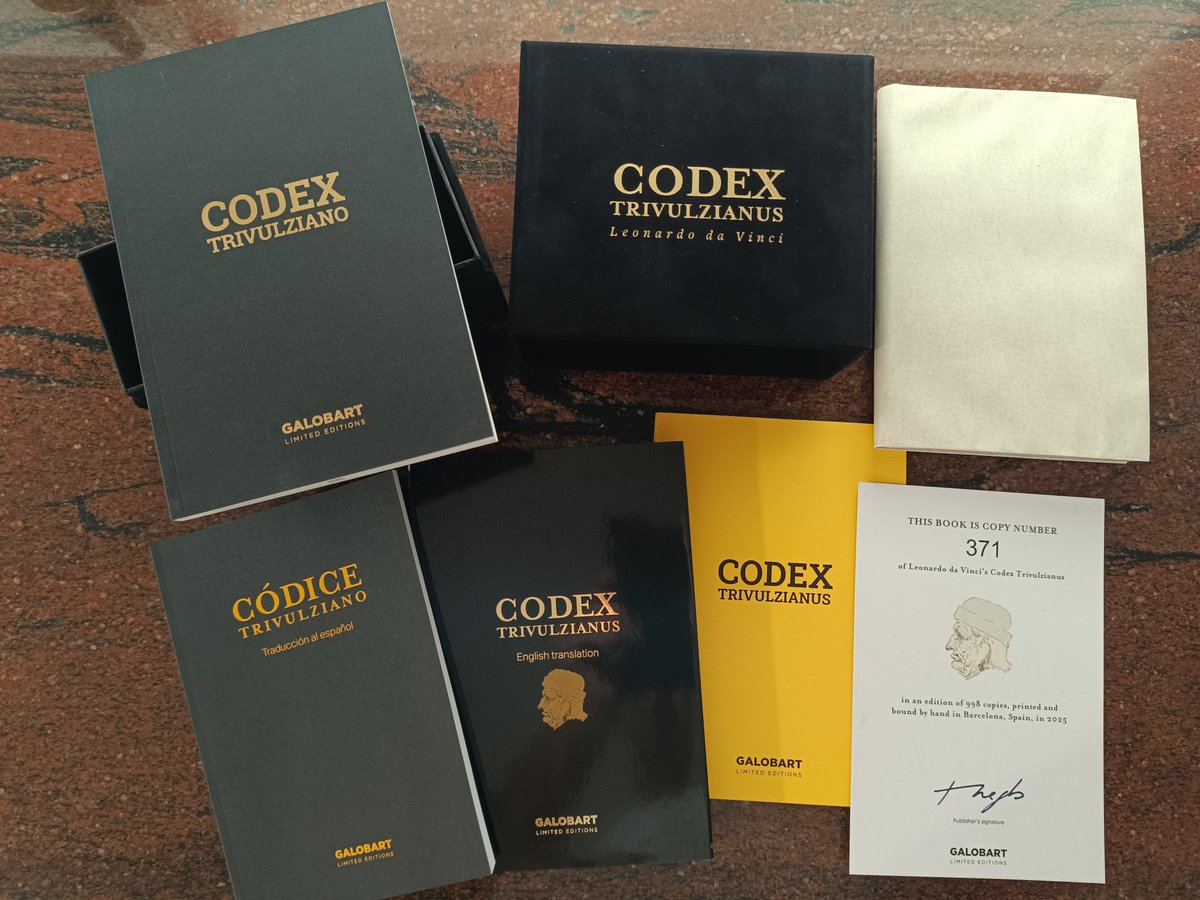 CODEX
TRIVULZIANO
GALOBART
LIMITED EDITIONS
CODEX
TRIVULZIANUS
Leonardo da Vinci
CÓDICE
TRIVULZIANO
Traducción al español
GALOBART
LIMITED EDITIONS
CODEX
TRIVULZIANUS
English translation
GALOBART
LIMITED EDITIONS
CODEX
TRIVULZIANUS
GALOBART
LIMITED EDITIONS
THIS BOOK IS COPY NUMBER
371
of Leonardo da Vinci's Codex Trivulzianus
in an edition of 998 copies, printed and
bound by hand in Barcelona, Spain, in 2025
Publisher's signature
GALOBART
LIMITED EDITIONS